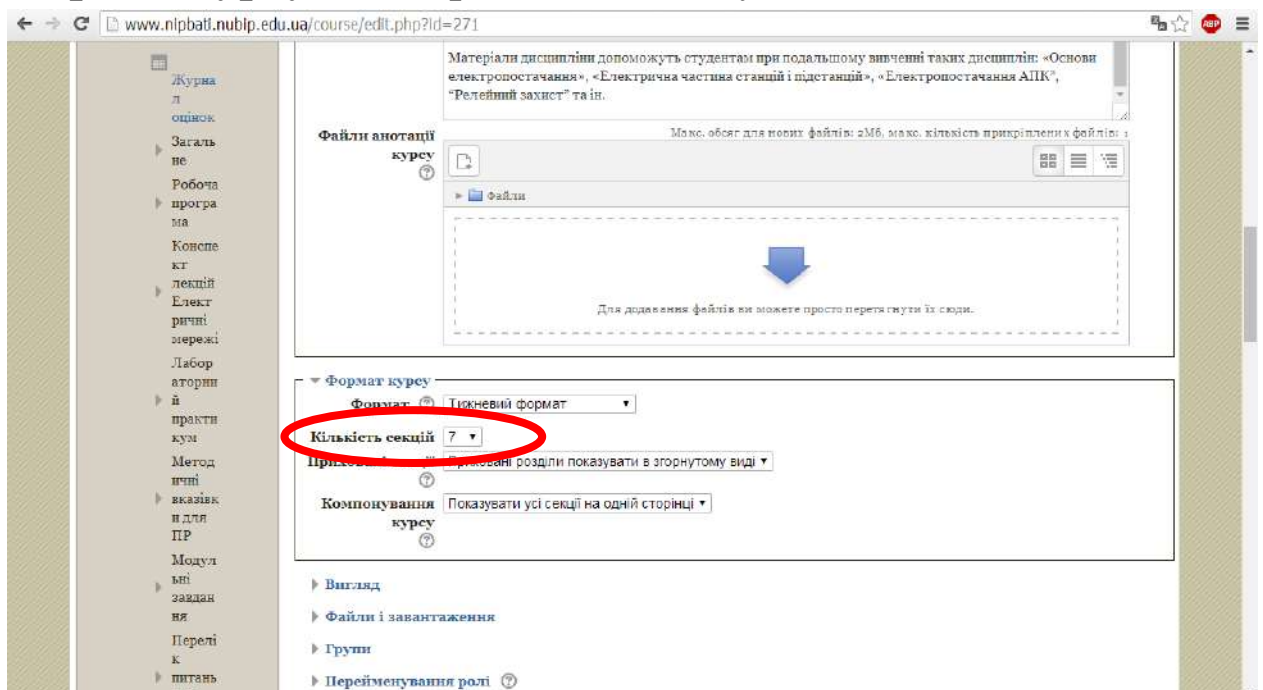 www.nipbati.nubip.edu.ua/course/edit.php?id=271
ABP
Журна
л
оцінок
Загаль
не
Робоча
програ
ма
Конспе
кт
лекцій
Елект
ричні
мережі
Лабор
аторни
й
практи
кум
Метод
ичні
вказівк
и для
ПР
Модул
ьні
завдан
ня
Перелі
к
питань
Матеріали дисципліни допоможуть студентам при подальшому вивченні таких дисциплін: «Основи
електропостачання», «Електрична частина станцій і підстанцій», «Електропостачання АПК",
"Релейний захист" та ін.
Файли анотації
курсу
Макс. обсяг для нових файлів: 2Мб, макс. кількість прикріплених файлів: 1
Файли
Для додавання файлів ви можете просто перетягнути їх сюди.
Формат курсу
Формат Тижневий формат
Кількість секцій 7
розділи показувати в згорнутому виді
Компонування Показувати усі секції на одній сторінці
курсу
Вигляд
Файли і завантаження
Групи
Перейменування ролі